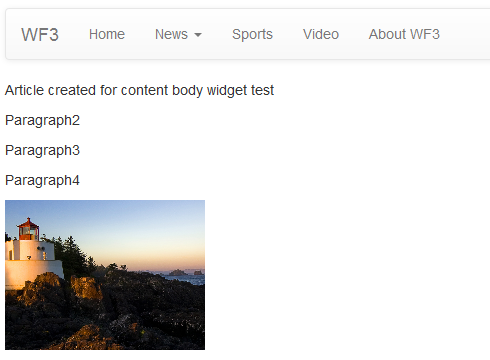 WF3 Home News Sports Video About WF3
Article created for content body widget test
Paragraph2
Paragraph3
Paragraph4